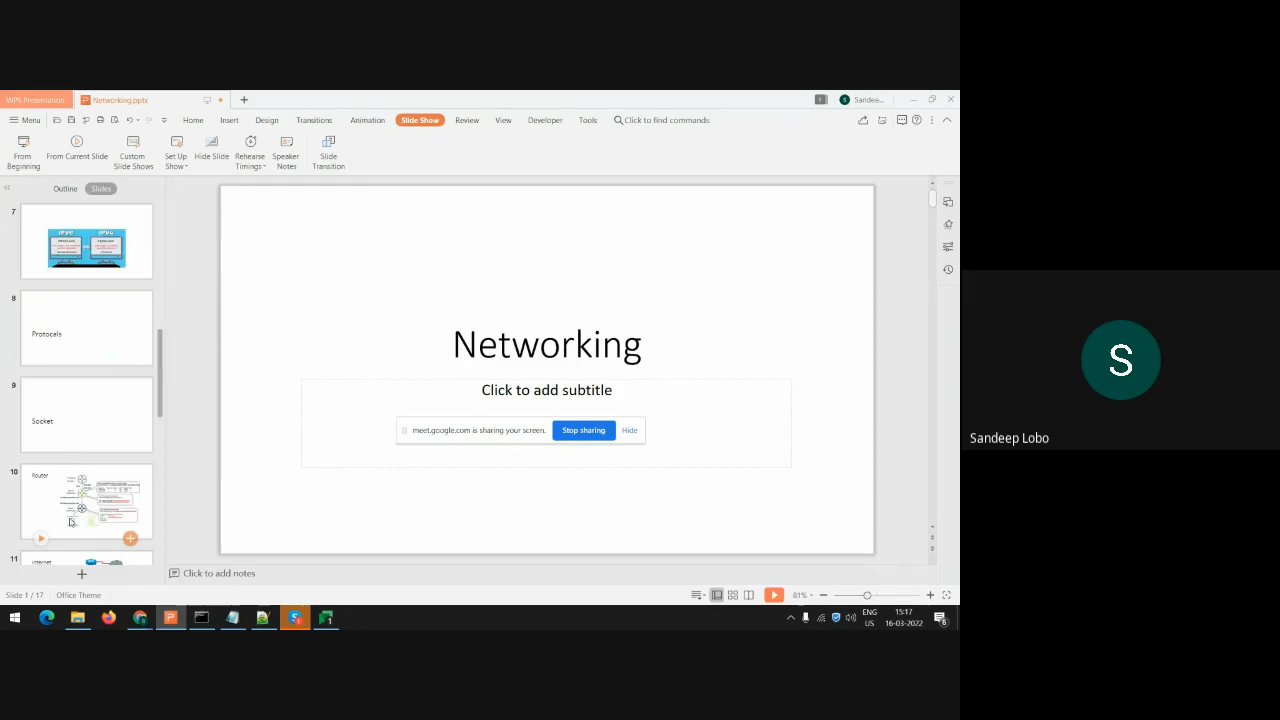 WPS Presentation
Networking.pptx
1
Sandee...
Menu
Home
Insert
Design
Transitions
Animation
Slide Show
Review
View
Developer
Tools
Click to find commands
From Beginning
From Current Slide
Custom Slide Shows
Set Up Show
Hide Slide
Rehearse Timings
Speaker Notes
Slide Transition
Outline
Slides
7
8
Protocals
9
Socket
10
Router
11
Internet
Networking
Click to add subtitle
meet.google.com is sharing your screen.
Stop sharing
Hide
Click to add notes
Slide 1 / 17
Office Theme
81%
ENG
US
15:17
16-03-2022
S
Sandeep Lobo